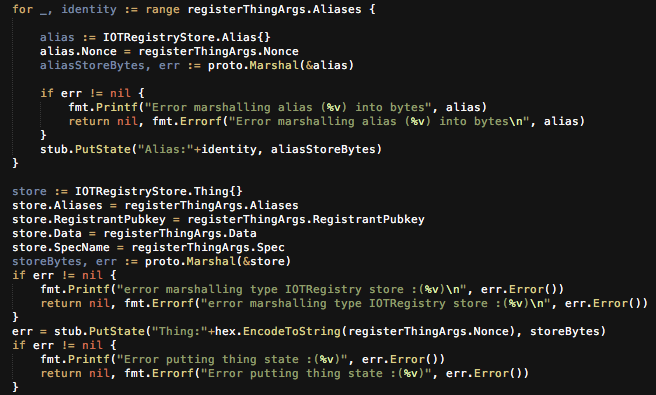 for _, identity := range registerThingArgs.Aliases {
alias := IOTRegistryStore.Alias{}
alias.Nonce = registerThingArgs.Nonce
aliasStoreBytes, err := proto.Marshal(&alias)
if err != nil {
fmt.Printf("Error marshalling alias (%v) into bytes", alias)
return nil, fmt.Errorf("Error marshalling alias (%v) into bytes\n", alias)
}
stub.PutState("Alias:"+identity, aliasStoreBytes)
}
store := IOTRegistryStore.Thing{}
store.Aliases = registerThingArgs.Aliases
store.RegistrantPubkey = registerThingArgs.RegistrantPubkey
store.Data = registerThingArgs.Data
store.SpecName = registerThingArgs.Spec
storeBytes, err := proto.Marshal(&store)
if err != nil {
fmt.Printf("error marshalling type IOTRegistry store :(%v)\n", err.Error())
return nil, fmt.Errorf("error marshalling type IOTRegistry store :(%v)\n", err.Error())
}
err = stub.PutState("Thing:"+hex.EncodeToString(registerThingArgs.Nonce), storeBytes)
if err != nil {
fmt.Printf("Error putting thing state :(%v)", err.Error())
return nil, fmt.Errorf("Error putting thing state :(%v)", err.Error())
}